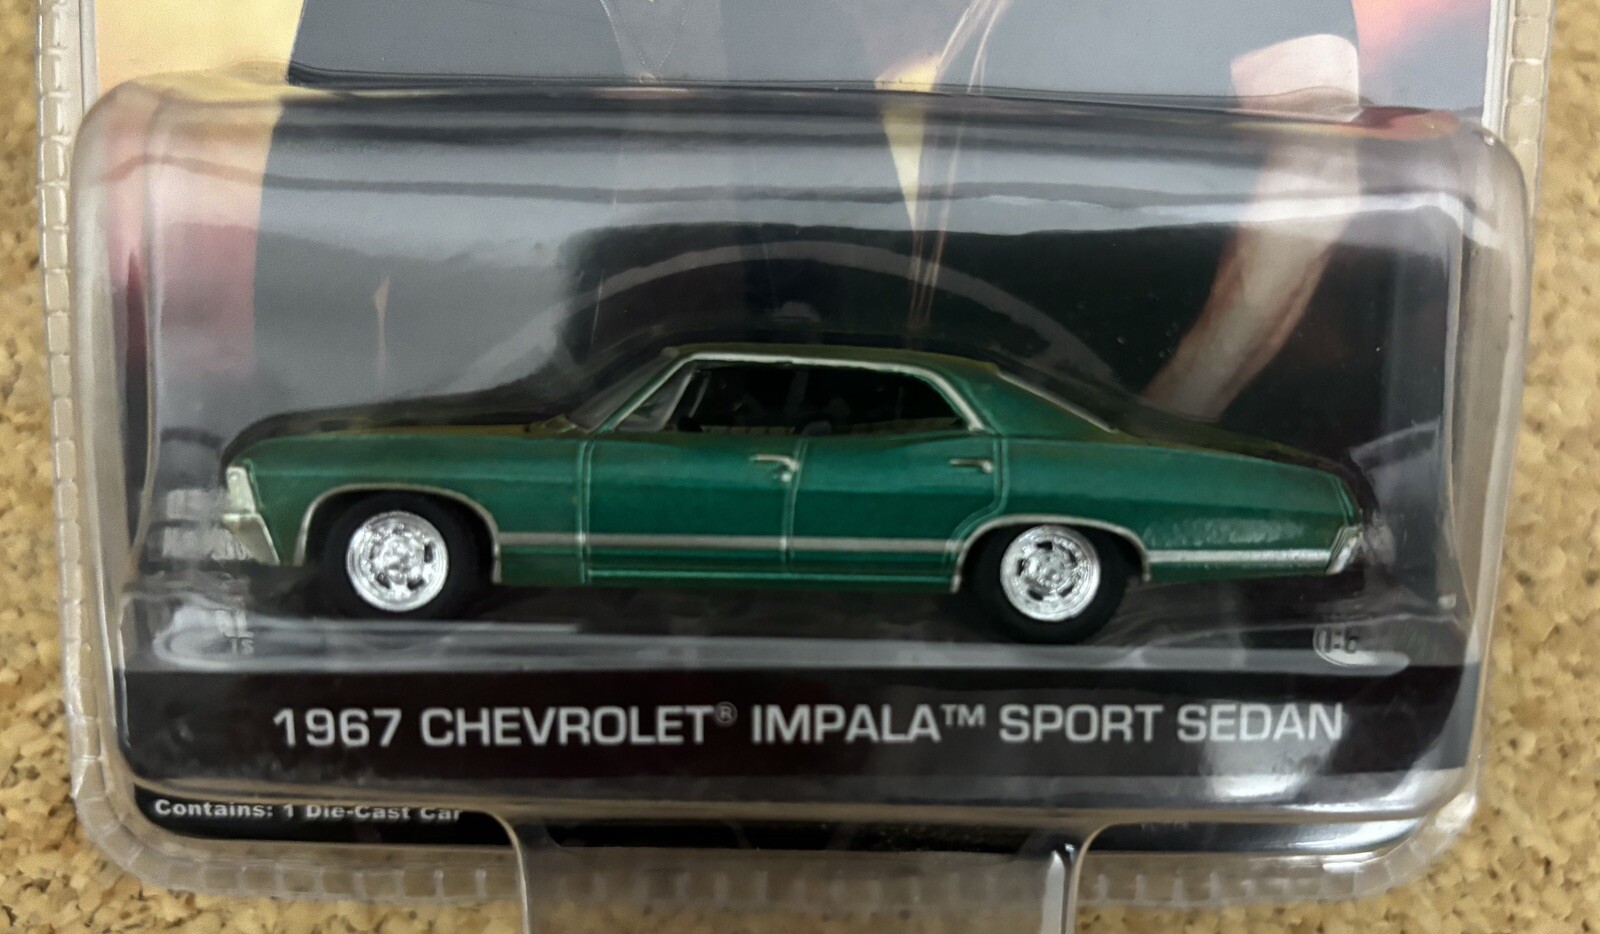 1967 CHEVROLET® IMPALA™ SPORT SEDAN
Contains: 1 Die-Cast Car